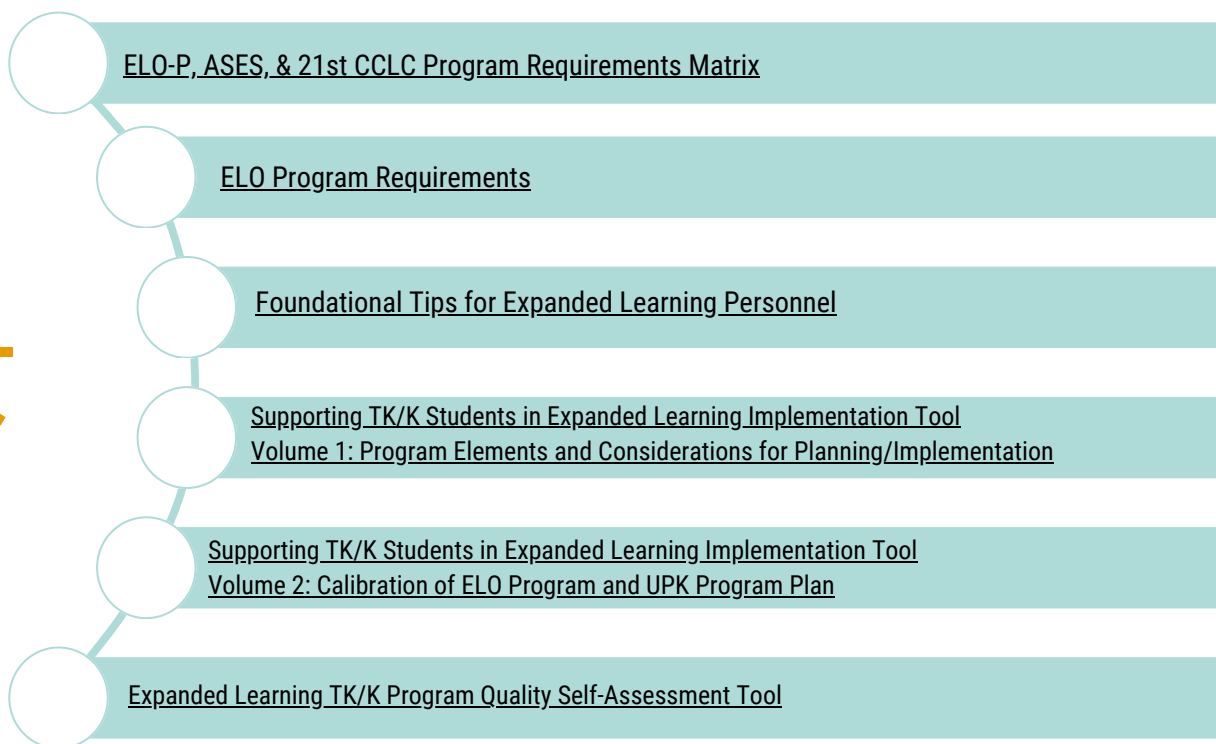 ELO-P, ASES, & 21st CCLC Program Requirements Matrix
ELO Program Requirements
Foundational Tips for Expanded Learning Personnel
Supporting TK/K Students in Expanded Learning Implementation Tool
Volume 1: Program Elements and Considerations for Planning/Implementation
Supporting TK/K Students in Expanded Learning Implementation Tool
Volume 2: Calibration of ELO Program and UPK Program Plan
Expanded Learning TK/K Program Quality Self-Assessment Tool